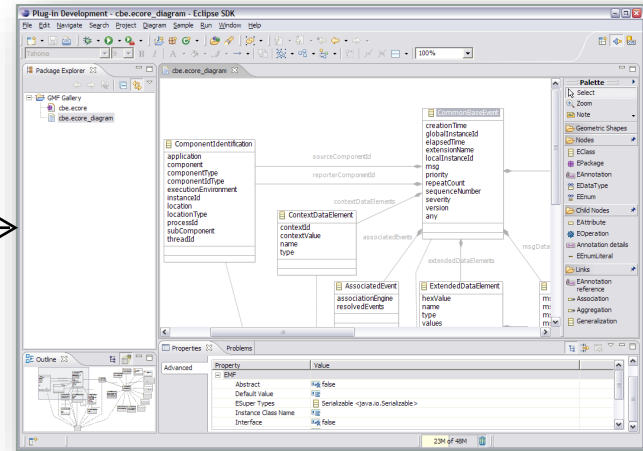 Plug-in Development - cbe.ecore_diagram - Eclipse SDK
File Edit Navigate Search Project Diagram Sample Run Window Help
Tahoma
100%
Package Explorer
GMF Gallery
cbe.ecore
cbe.ecore_diagram
cbe.ecore_diagram
ComponentIdentification
application
component
componentType
componentIdType
executionEnvironment
instanceId
location
locationType
processId
subComponent
threadId
sourceComponentId
reporterComponentId
contextDataElements
CommonBaseEvent
creationTime
globalInstanceId
elapsedTime
extensionName
localInstanceId
msg
priority
repeatCount
sequenceNumber
severity
version
any
ContextDataElement
contextId
contextValue
name
type
associatedEvents
msgData
extendedDataElements
AssociatedEvent
associationEngine
resolvedEvents
ExtendedDataElement
hexValue
name
type
values
Palette
Select
Zoom
Note
Geometric Shapes
Nodes
EClass
EPackage
EAnnotation
EDataType
EEnum
Child Nodes
EAttribute
EOperation
Annotation details
EEnumLiteral
Links
EAnnotation
reference
Association
Aggregation
Generalization
Outline
Properties Problems
Advanced
Property Value
EMF
Abstract false
Default Value
ESuper Types Serializable <java.io.Serializable>
Instance Class Name
Interface false
23M of 48M